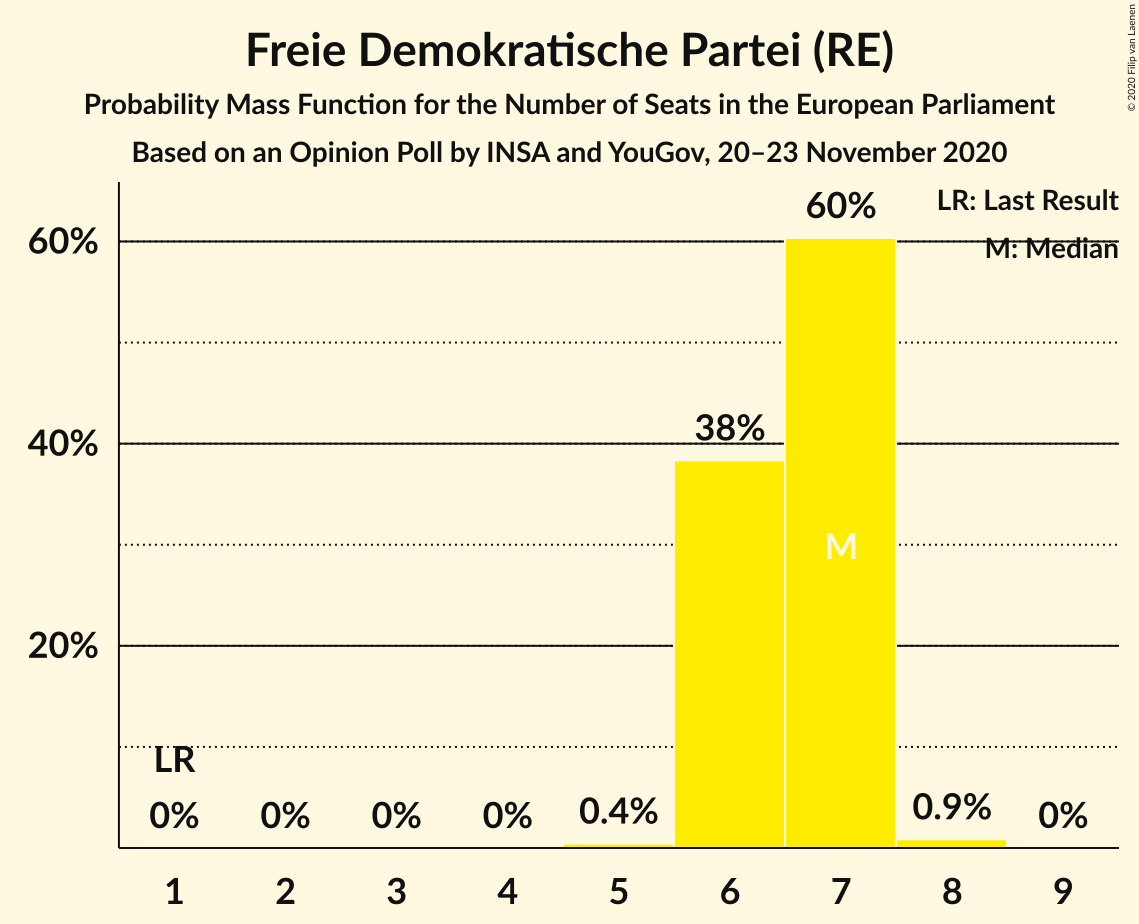 Freie Demokratische Partei (RE)
Probability Mass Function for the Number of Seats in the European Parliament
Based on an Opinion Poll by INSA and YouGov, 20–23 November 2020
© 2020 Filip van Laenen
LR: Last Result
M: Median
60%
40%
20%
60%
38%
M
LR
0%
0%
0%
0%
0.4%
0.9%
0%
1 2 3 4 5 6 7 8 9